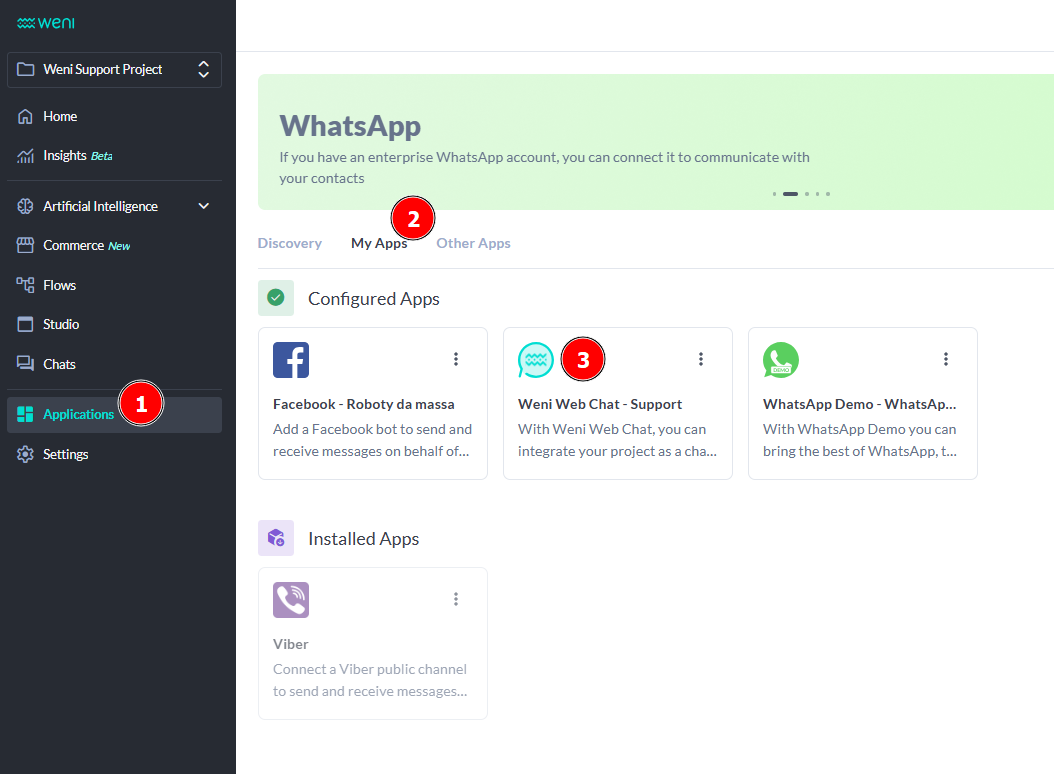 weni
Weni Support Project
Home
Insights Beta
Artificial Intelligence
Commerce New
Flows
Studio
Chats
Applications 1
Settings
WhatsApp
If you have an enterprise WhatsApp account, you can connect it to communicate with
your contacts
2
Discovery My Apps Other Apps
Configured Apps
Facebook - Roboty da massa
Add a Facebook bot to send and
receive messages on behalf of...
3
Weni Web Chat - Support
With Weni Web Chat, you can
integrate your project as a cha...
DEMO
WhatsApp Demo - WhatsAp...
With WhatsApp Demo you can
bring the best of WhatsApp, t...
Installed Apps
Viber
Connect a Viber public channel
to send and receive messages...